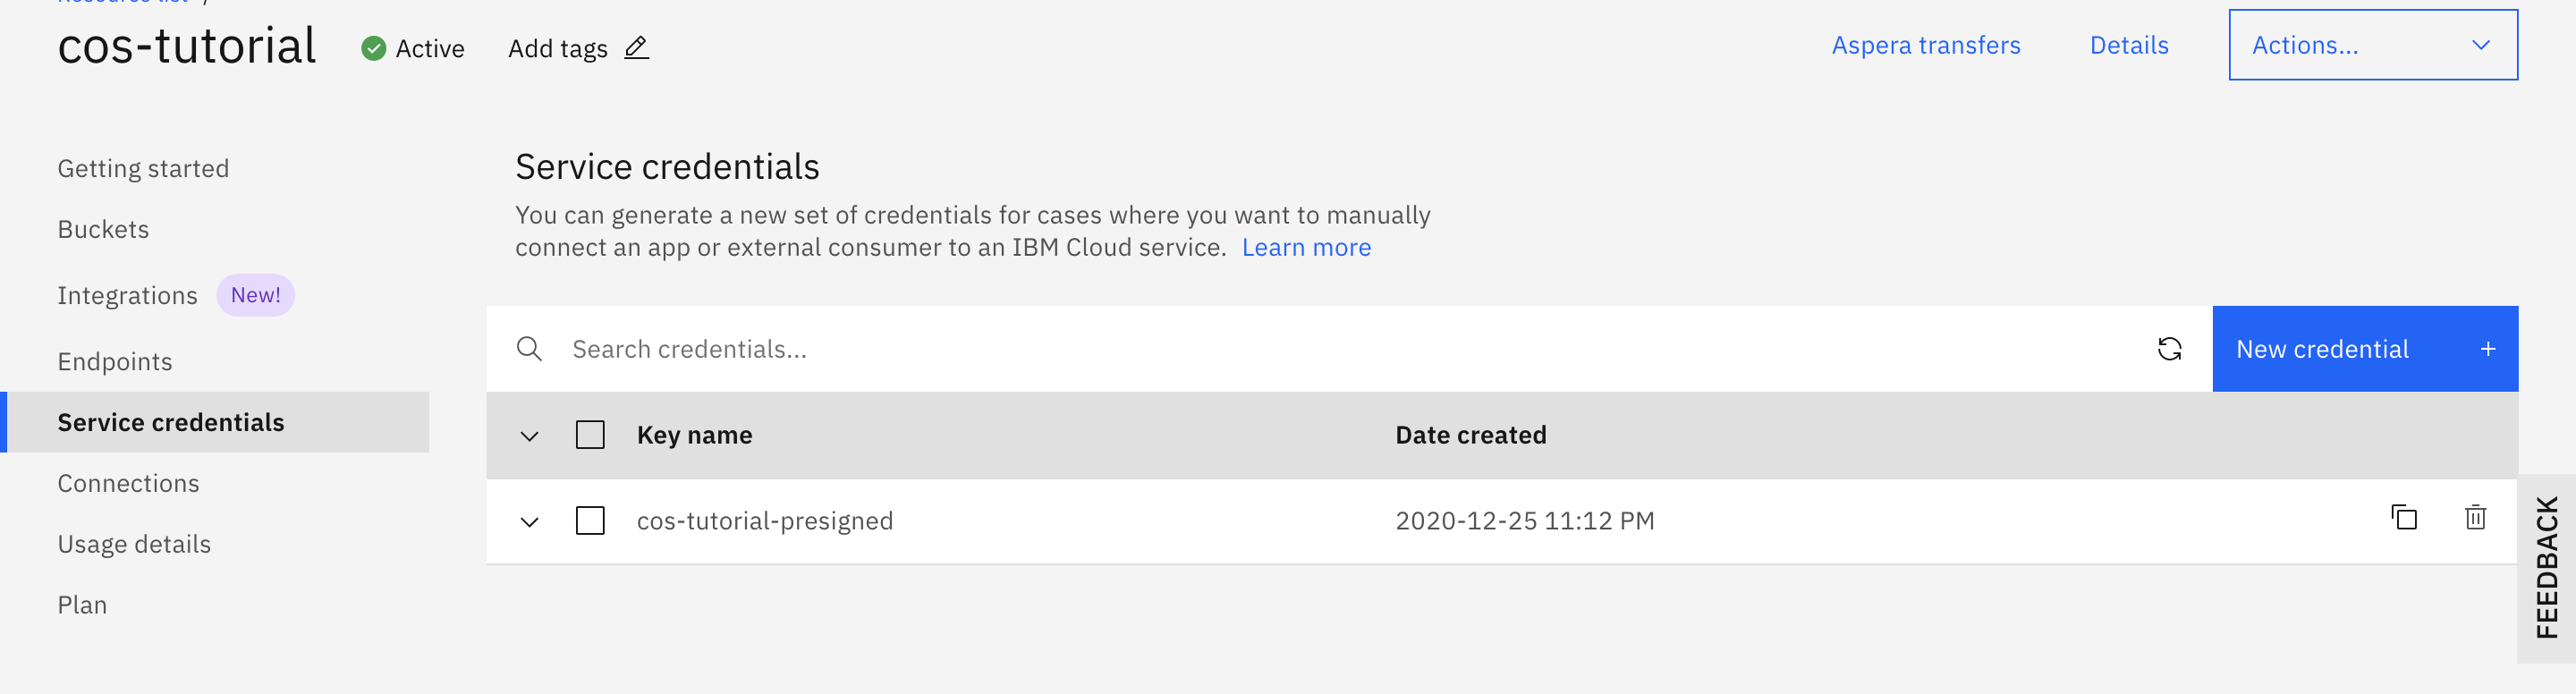 Resource list /
cos-tutorial Active Add tags Aspera transfers Details Actions...
Getting started
Buckets
Integrations New!
Endpoints
Service credentials
Connections
Usage details
Plan
Service credentials
You can generate a new set of credentials for cases where you want to manually
connect an app or external consumer to an IBM Cloud service. Learn more
Search credentials...
New credential +
Key name Date created
cos-tutorial-presigned 2020-12-25 11:12 PM
FEEDBACK